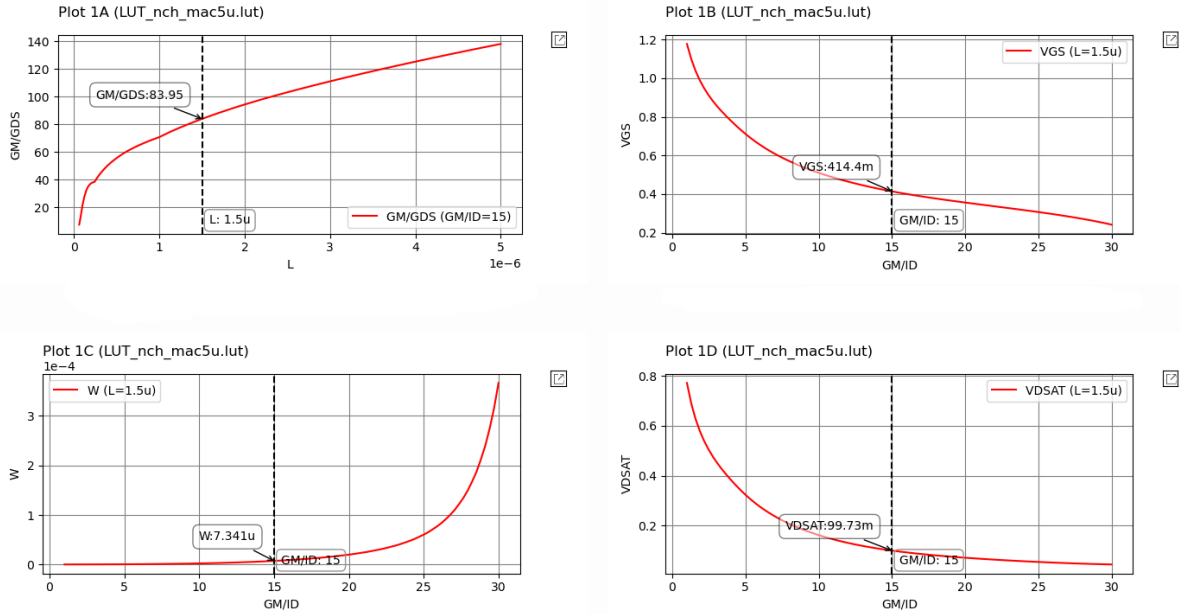 Plot 1A (LUT_nch_mac5u.lut)
140
120
100
80
60
40
20
GM/GDS
GM/GDS:83.95
L: 1.5u
GM/GDS (GM/ID=15)
0 1 2 3 4 5
1e-6
L
Plot 1B (LUT_nch_mac5u.lut)
1.2
1.0
0.8
0.6
0.4
0.2
VGS
VGS (L=1.5u)
VGS:414.4m
GM/ID: 15
0 5 10 15 20 25 30
GM/ID
Plot 1C (LUT_nch_mac5u.lut)
1e-4
W (L=1.5u)
3
2
1
0
W
W:7.341u
GM/ID: 15
0 5 10 15 20 25 30
GM/ID
Plot 1D (LUT_nch_mac5u.lut)
0.8
0.6
0.4
0.2
VDSAT
VDSAT (L=1.5u)
VDSAT:99.73m
GM/ID: 15
0 5 10 15 20 25 30
GM/ID